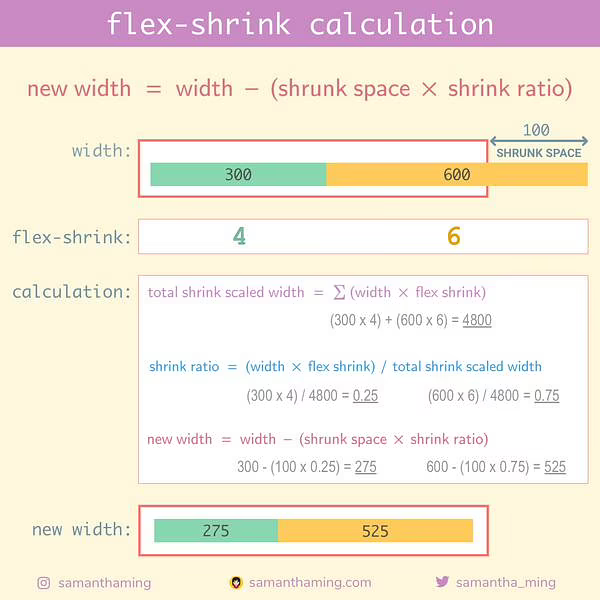 flex-shrink calculation
new width = width − (shrunk space × shrink ratio)
100
width:
SHRUNK SPACE
300 600
flex-shrink: 4 6
calculation: total shrink scaled width = ∑ (width × flex shrink)
(300 x 4) + (600 x 6) = 4800
shrink ratio = (width × flex shrink) / total shrink scaled width
(300 x 4) / 4800 = 0.25 (600 x 6) / 4800 = 0.75
new width = width − (shrunk space × shrink ratio)
300 - (100 x 0.25) = 275 600 - (100 x 0.75) = 525
new width: 275 525
samanthaming samanthaming.com samantha_ming